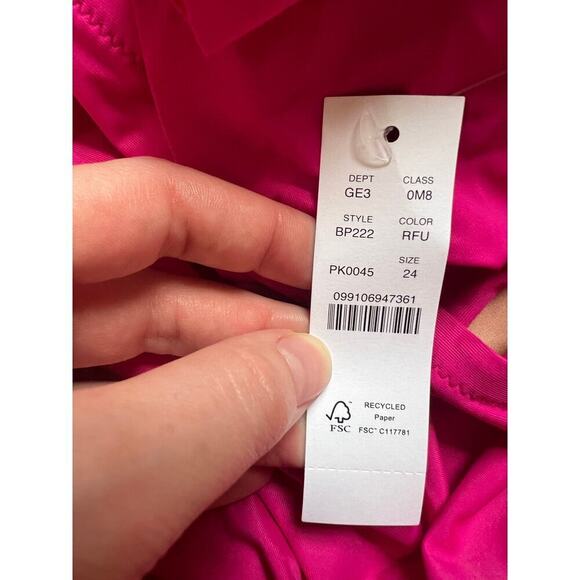 DEPT CLASS
GE3 0M8
STYLE COLOR
BP222 RFU
SIZE
PK0045 24
099106947361
RECYCLED
Paper
FSC FSC™ C117781